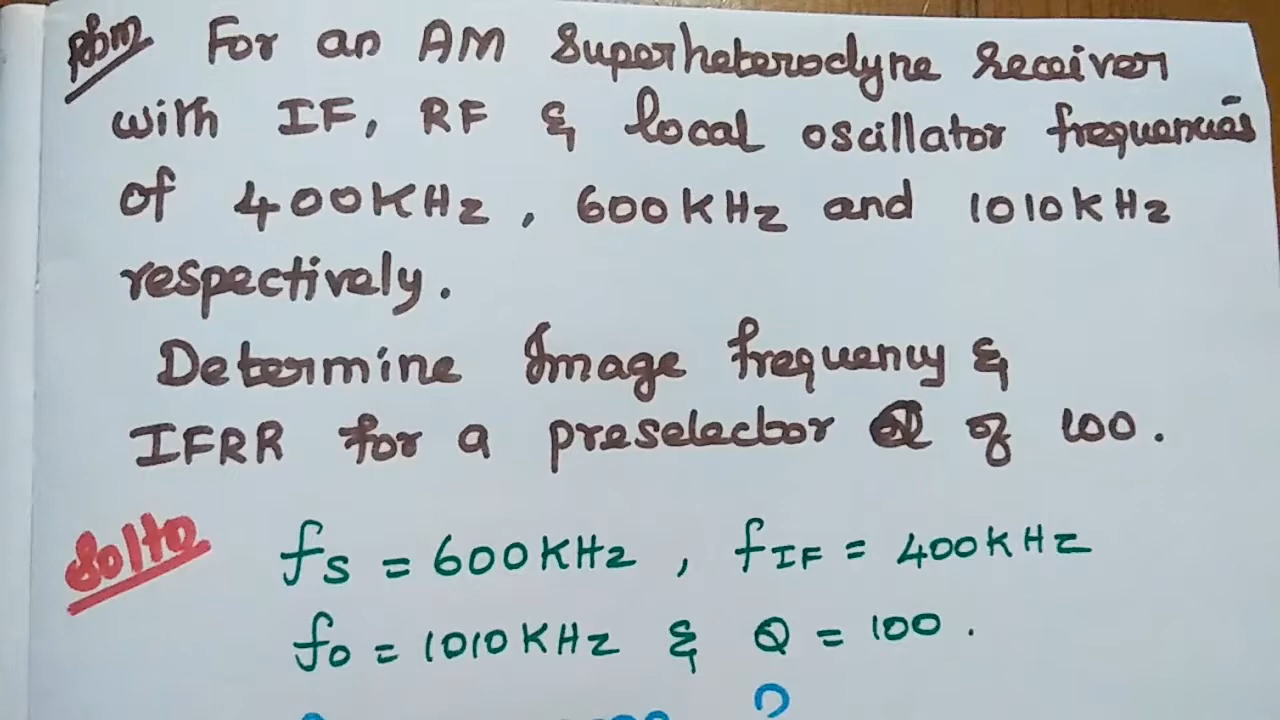 Pbm For an AM Superheterodyne receiver
with IF, RF & local oscillator frequencies
of 400KHz, 600KHz and 1010KHz
respectively.
Determine Image frequency &
IFRR for a preselector Q of 100.
Soltn fs = 600KHz, fIF = 400KHz
fo = 1010KHz & Q = 100.